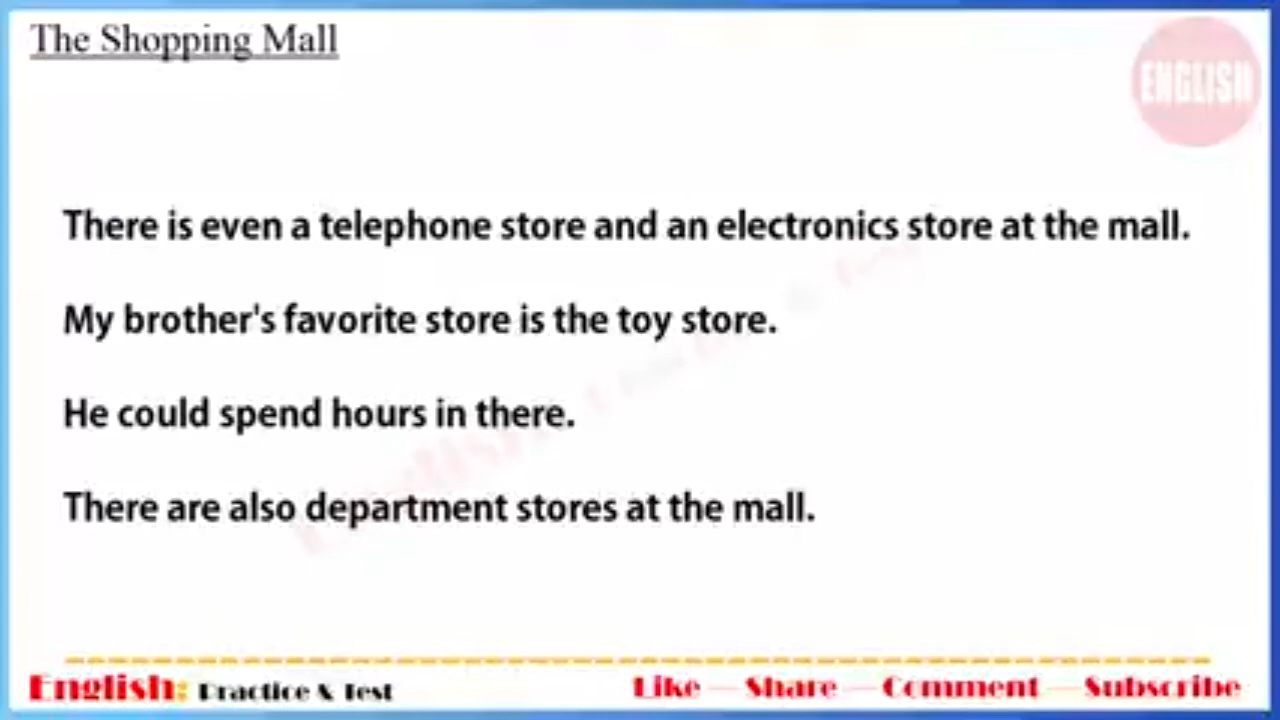 The Shopping Mall
ENGLISH
There is even a telephone store and an electronics store at the mall.
My brother's favorite store is the toy store.
He could spend hours in there.
There are also department stores at the mall.
English: Practice & Test
Like — Share — Comment — Subscribe